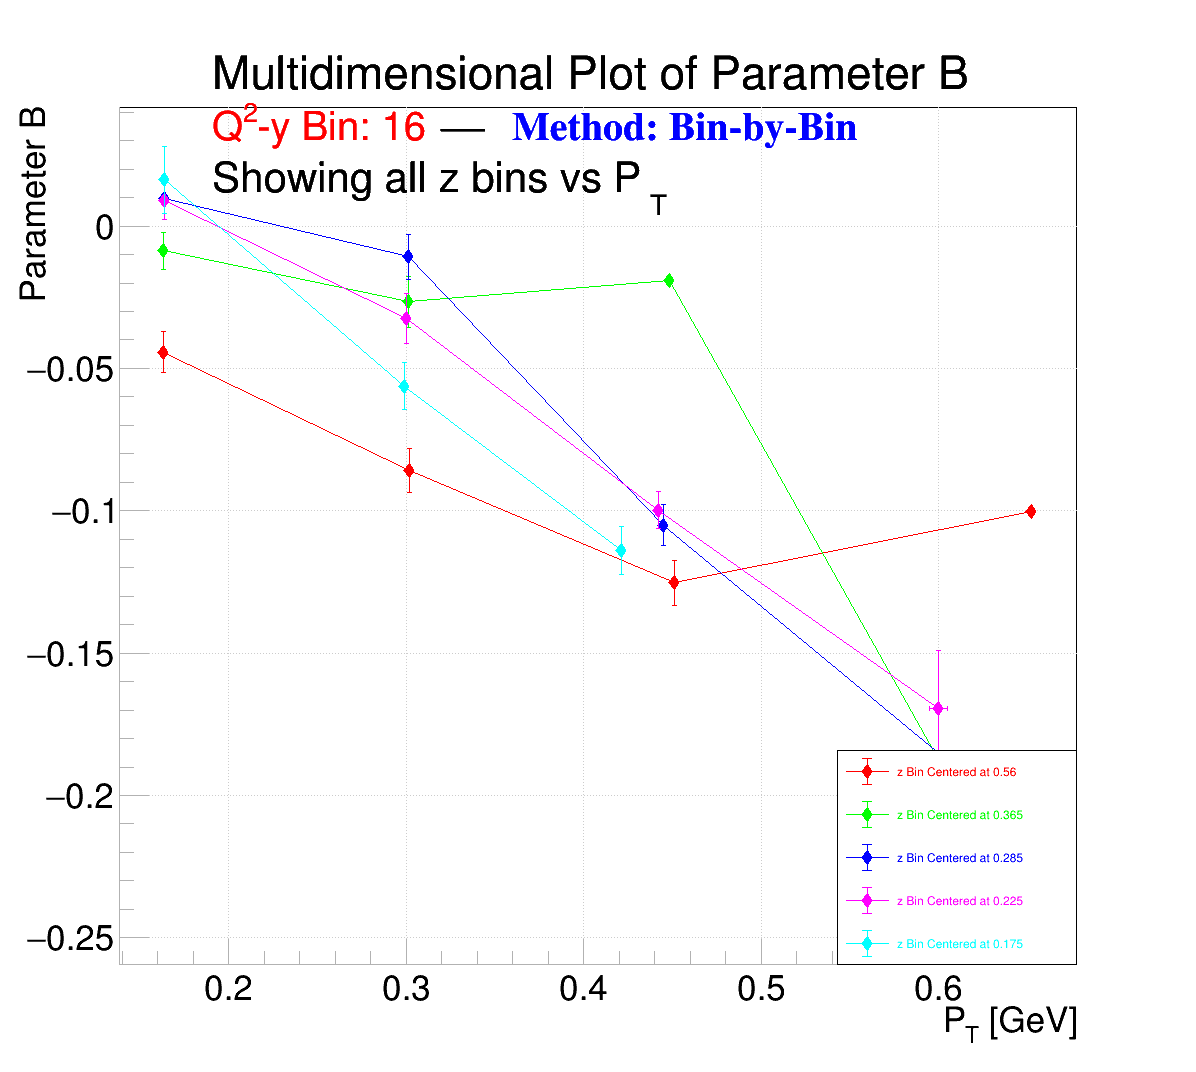 Multidimensional Plot of Parameter B
Q²-y Bin: 16 — Method: Bin-by-Bin
Showing all z bins vs P_T
Parameter B
0
−0.05
−0.1
−0.15
−0.2
−0.25
z Bin Centered at 0.56
z Bin Centered at 0.365
z Bin Centered at 0.285
z Bin Centered at 0.225
z Bin Centered at 0.175
0.2 0.3 0.4 0.5 0.6
P_T [GeV]